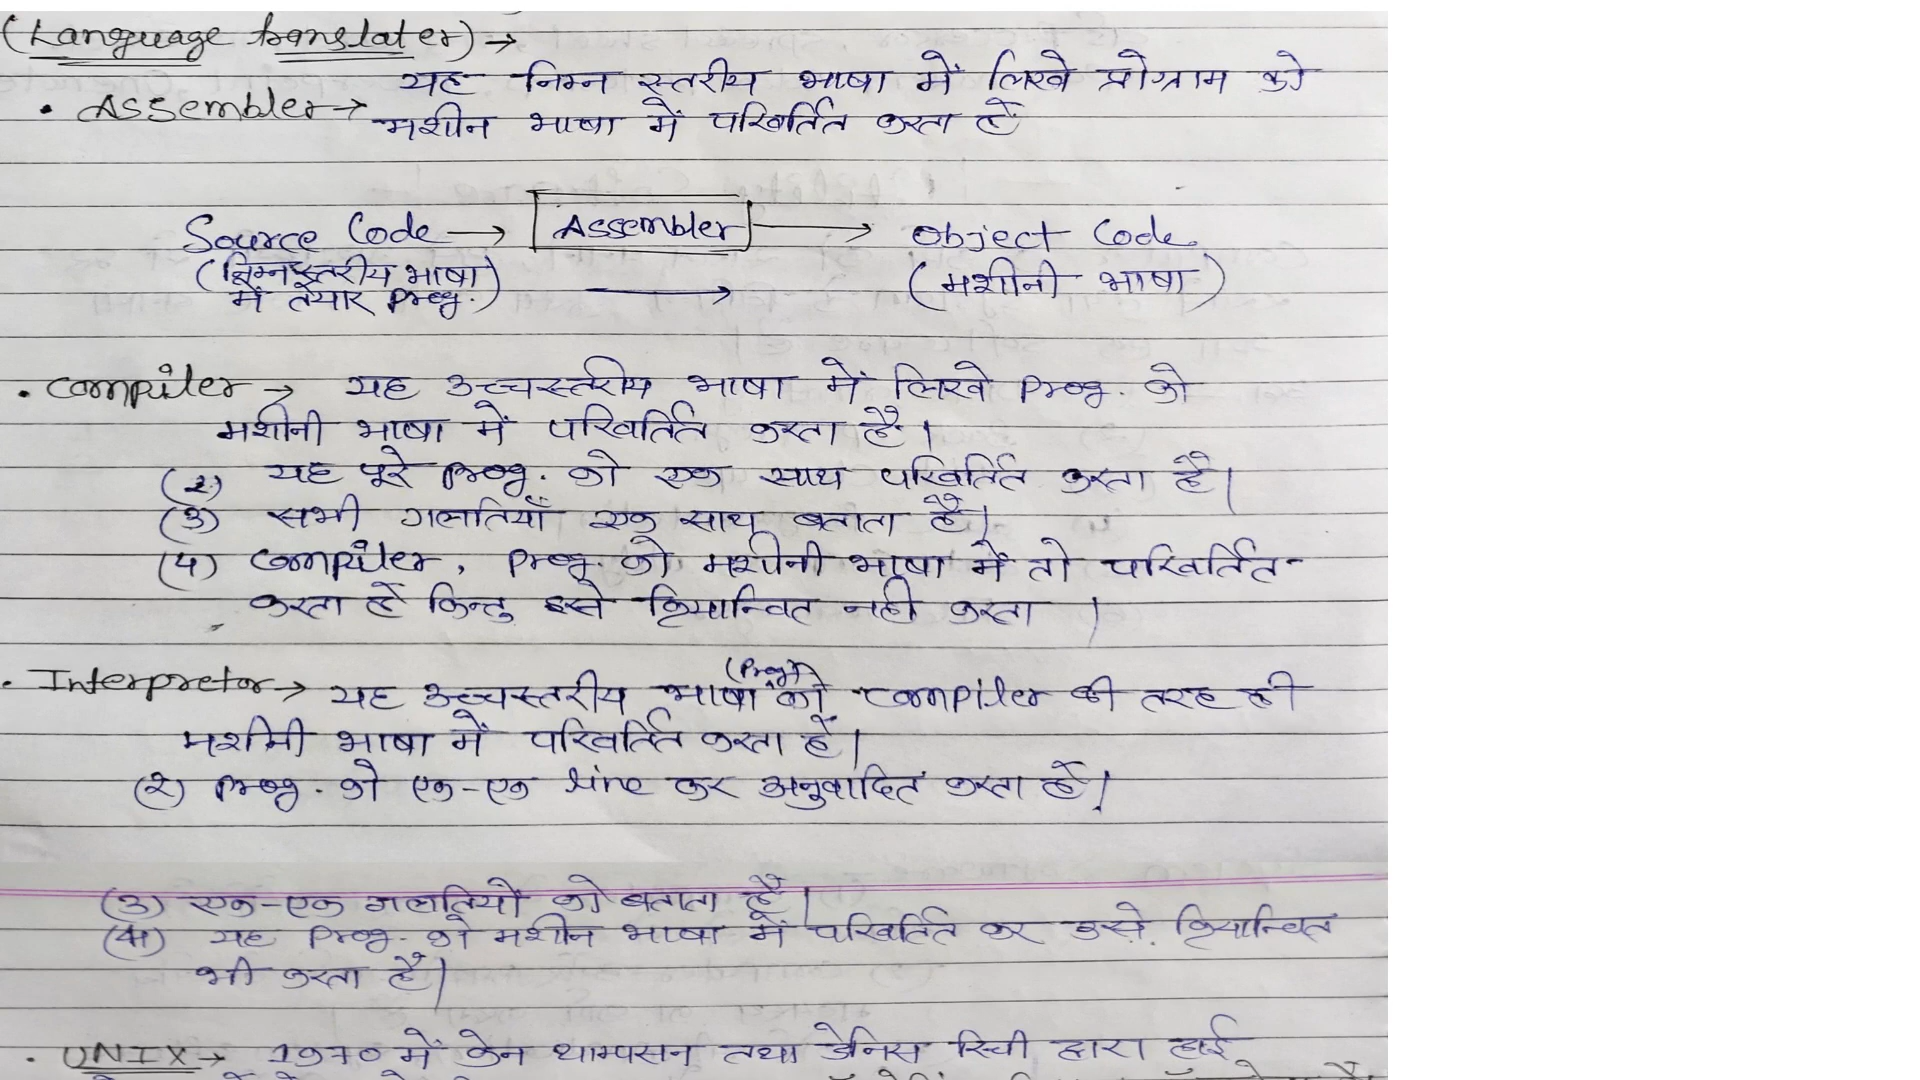 (Language translater) →
यह निम्न स्तरीय भाषा में लिखे प्रोग्राम को
• Assembler → मशीन भाषा में परिवर्तित करता हैं
Source Code → Assembler → Object Code
(निम्नस्तरीय भाषा में तैयार Prog.) → (मशीनी भाषा)
• Compiler → यह उच्चस्तरीय भाषा में लिखे Prog. को
मशीनी भाषा में परिवर्तित करता है।
(2) यह पूरे Prog. को एक साथ परिवर्तित करता है।
(3) सभी गलतियाँ एक साथ बताता है।
(4) Compiler, Prog. को मशीनी भाषा में तो परिवर्तित
करता हैं किन्तु इसे क्रियान्वित नही करता ।
• Interpretor → यह उच्चस्तरीय भाषा (Prog) को Compiler की तरह ही
मशीनी भाषा में परिवर्तित करता हैं।
(2) Prog. को एक-एक line कर अनुवादित करता हैं।
(3) एक-एक गलतियों को बताता है।
(4) यह Prog. को मशीन भाषा में परिवर्तित कर उसे क्रियान्वित
भी करता है।
• UNIX → 1970 में केन थाम्पसन तथा डेनिस रिची द्वारा हाई